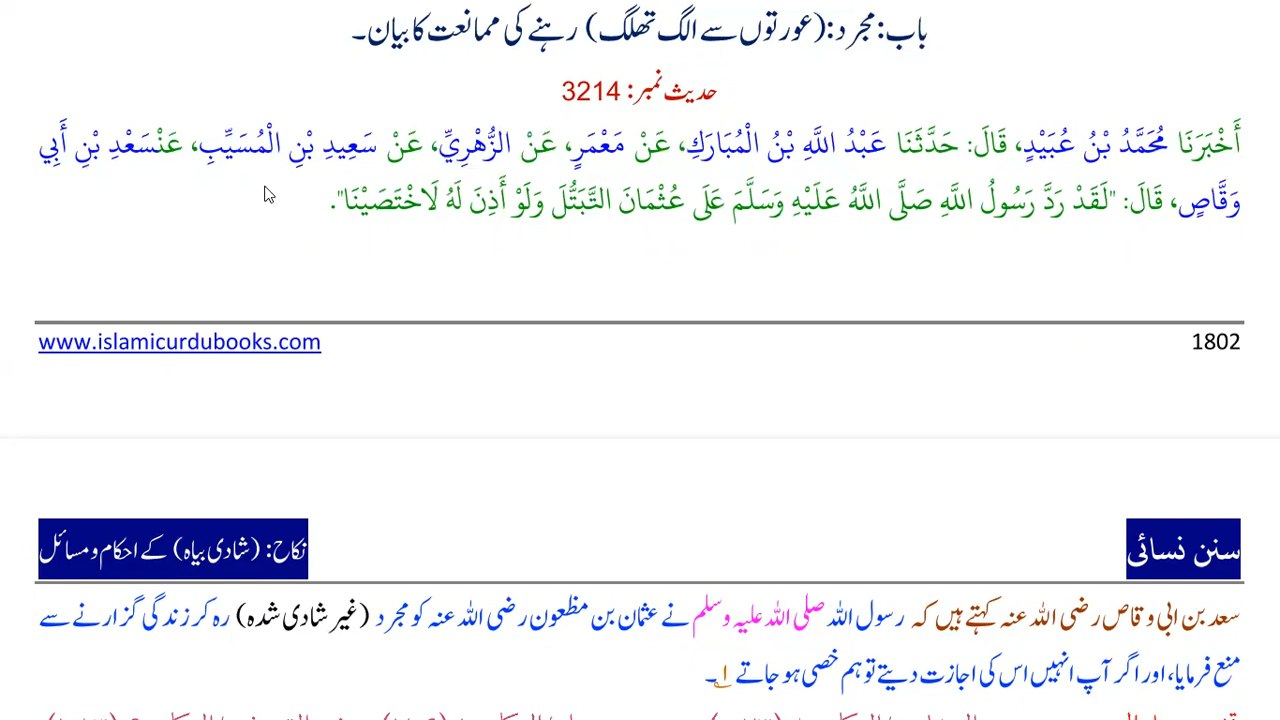 باب: مجرد: (عورتوں سے الگ تھلگ) رہنے کی ممانعت کا بیان۔
حدیث نمبر: 3214
أَخْبَرَنَا مُحَمَّدُ بْنُ عُبَيْدٍ، قَالَ: حَدَّثَنَا عَبْدُ اللَّهِ بْنُ الْمُبَارَكِ، عَنْ مَعْمَرٍ، عَنْ الزُّهْرِيِّ، عَنْ سَعِيدِ بْنِ الْمُسَيِّبِ، عَنْسَعْدِ بْنِ أَبِي
وَقَّاصٍ، قَالَ: "لَقَدْ رَدَّ رَسُولُ اللَّهِ صَلَّى اللَّهُ عَلَيْهِ وَسَلَّمَ عَلَى عُثْمَانَ التَّبَتُّلَ وَلَوْ أَذِنَ لَهُ لَاخْتَصَيْنَا".
www.islamicurdubooks.com 1802
سنن نسائی نکاح: (شادی بیاہ) کے احکام و مسائل
سعد بن ابی وقاص رضی اللہ عنہ کہتے ہیں کہ رسول اللہ صلی اللہ علیہ وسلم نے عثمان بن مظعون رضی اللہ عنہ کو مجرد (غیر شادی شدہ) رہ کر زندگی گزارنے سے
منع فرمایا، اور اگر آپ انہیں اس کی اجازت دیتے تو ہم خصی ہو جاتے ۱؎۔